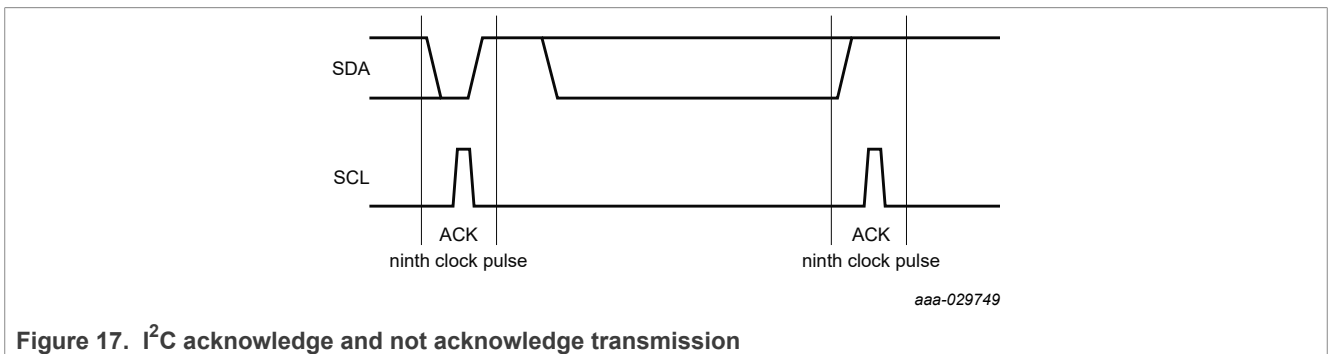 SDA
SCL
ACK ACK
ninth clock pulse ninth clock pulse
aaa-029749
Figure 17. I²C acknowledge and not acknowledge transmission